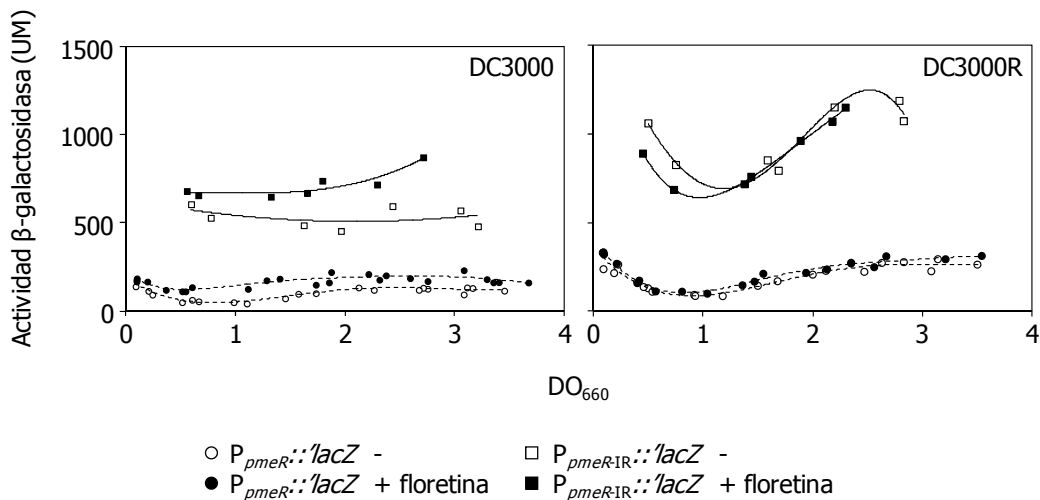 Actividad β-galactosidasa (UM)
1500
1000
500
0
DC3000
DC3000R
0 1 2 3 4
0 1 2 3 4
DO660
PpmeR::'lacZ -
PpmeR::'lacZ + floretina
PpmeR-IR::'lacZ -
PpmeR-IR::'lacZ + floretina